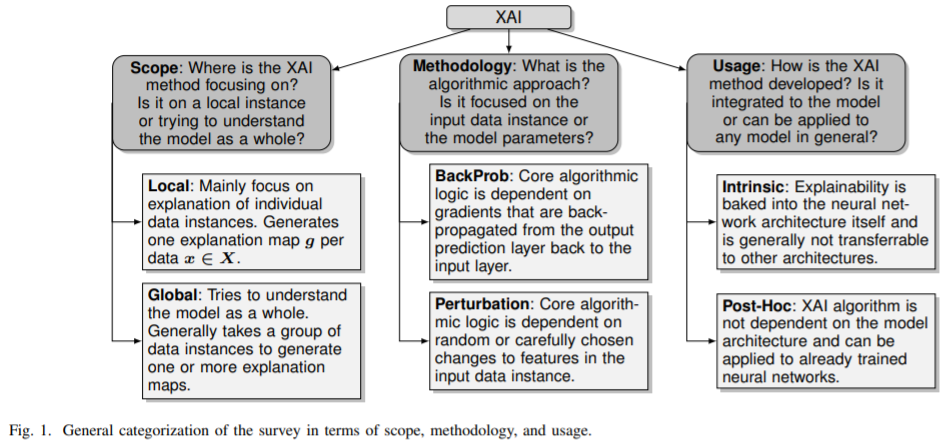 XAI
Scope: Where is the XAI
method focusing on?
Is it on a local instance
or trying to understand
the model as a whole?
Local: Mainly focus on
explanation of individual
data instances. Generates
one explanation map g per
data x ∈ X.
Global: Tries to understand
the model as a whole.
Generally takes a group of
data instances to generate
one or more explanation
maps.
Methodology: What is the
algorithmic approach?
Is it focused on the
input data instance or
the model parameters?
BackProb: Core algorithmic
logic is dependent on
gradients that are back-
propagated from the output
prediction layer back to the
input layer.
Perturbation: Core algorith-
mic logic is dependent on
random or carefully chosen
changes to features in the
input data instance.
Usage: How is the XAI
method developed? Is it
integrated to the model
or can be applied to
any model in general?
Intrinsic: Explainability is
baked into the neural net-
work architecture itself and
is generally not transferrable
to other architectures.
Post-Hoc: XAI algorithm is
not dependent on the model
architecture and can be
applied to already trained
neural networks.
Fig. 1. General categorization of the survey in terms of scope, methodology, and usage.